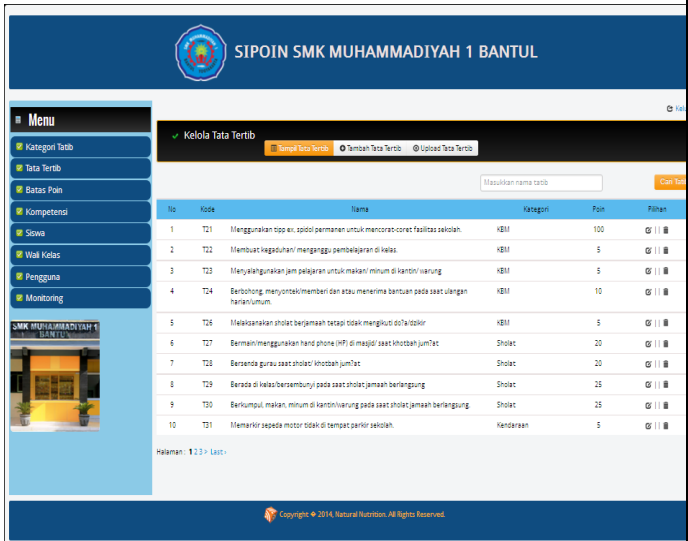 SIPOIN SMK MUHAMMADIYAH 1 BANTUL
Kelo
Menu
Kategori Tatib
Tata Tertib
Batas Poin
Kompetensi
Siswa
Wali Kelas
Pengguna
Monitoring
SMK MUHAMMADIYAH 1
BANTUL
Kelola Tata Tertib
Tampil Tata Tertib Tambah Tata Tertib Upload Tata Tertib
Masukkan nama tatib Cari Tati
No Kode Nama Kategori Poin Pilihan
1 T21 Menggunakan tipp ex, spidol permanen untuk mencorat-coret fasilitas sekolah. KBM 100 ||
2 T22 Membuat kegaduhan/ menganggu pembelajaran di kelas. KBM 5 ||
3 T23 Menyalahgunakan jam pelajaran untuk makan/ minum di kantin/ warung KBM 5 ||
4 T24 Berbohong, menyontek/memberi dan atau menerima bantuan pada saat ulangan KBM 10 ||
harian/umum.
5 T26 Melaksanakan sholat berjamaah tetapi tidak mengikuti do?a/dzikir KBM 5 ||
6 T27 Bermain/menggunakan hand phone (HP) di masjid/ saat khotbah jum?at Sholat 20 ||
7 T28 Bersenda gurau saat sholat/ khotbah jum?at Sholat 20 ||
8 T29 Berada di kelas/bersembunyi pada saat sholat jamaah berlangsung Sholat 25 ||
9 T30 Berkumpul, makan, minum di kantin/warung pada saat sholat jamaah berlangsung. Sholat 25 ||
10 T31 Memarkir sepeda motor tidak di tempat parkir sekolah. Kendaraan 5 ||
Halaman : 1 2 3 > Last ›
Copyright � 2014, Natural Nutrition. All Rights Reserved.